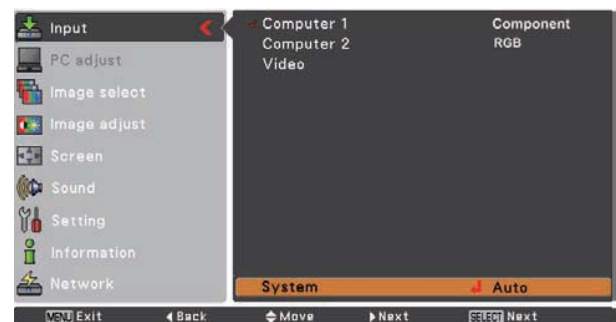 Input
PC adjust
Image select
Image adjust
Screen
Sound
Setting
Information
Network
Computer 1 Component
Computer 2 RGB
Video
System Auto
MENU Exit Back Move Next SELECT Next